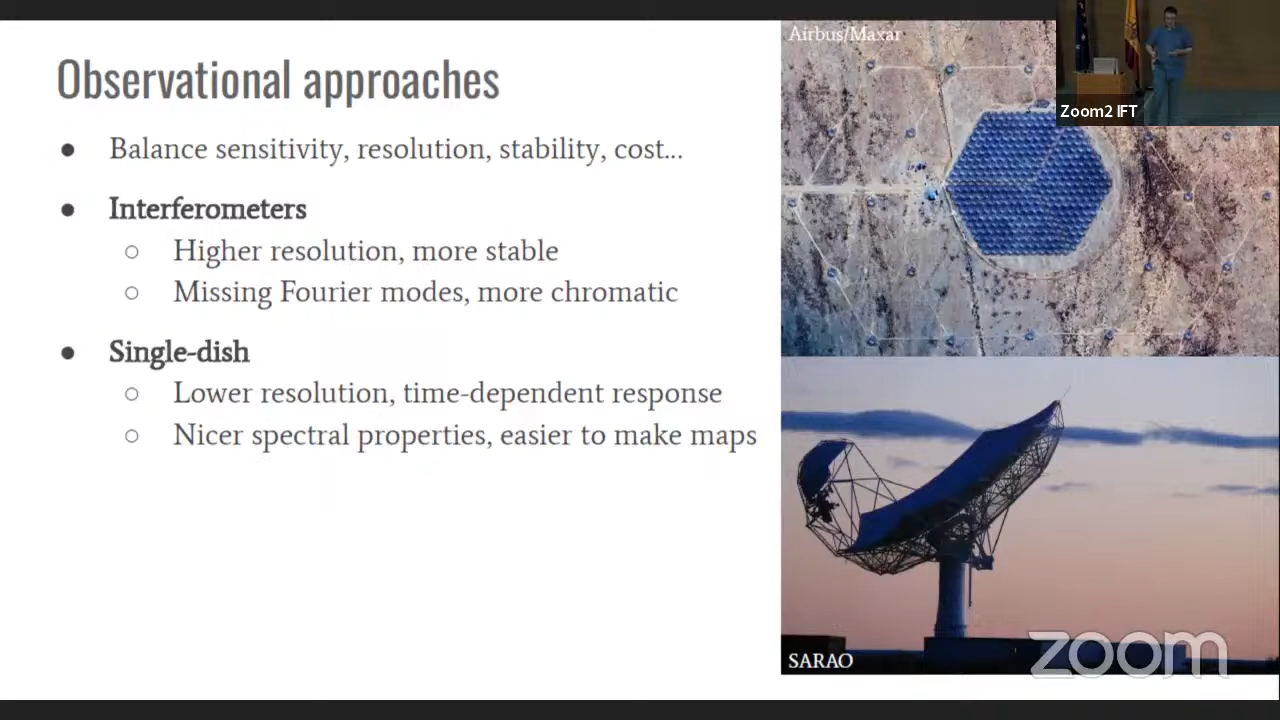 Observational approaches
● Balance sensitivity, resolution, stability, cost...
● Interferometers
○ Higher resolution, more stable
○ Missing Fourier modes, more chromatic
● Single-dish
○ Lower resolution, time-dependent response
○ Nicer spectral properties, easier to make maps
Airbus/Maxar
Zoom2 IFT
SARAO
zoom